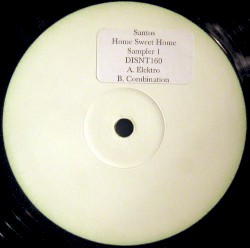 Santos
Home Sweet Home
Sampler 1
DISNT160
A. Elektro
B. Combination